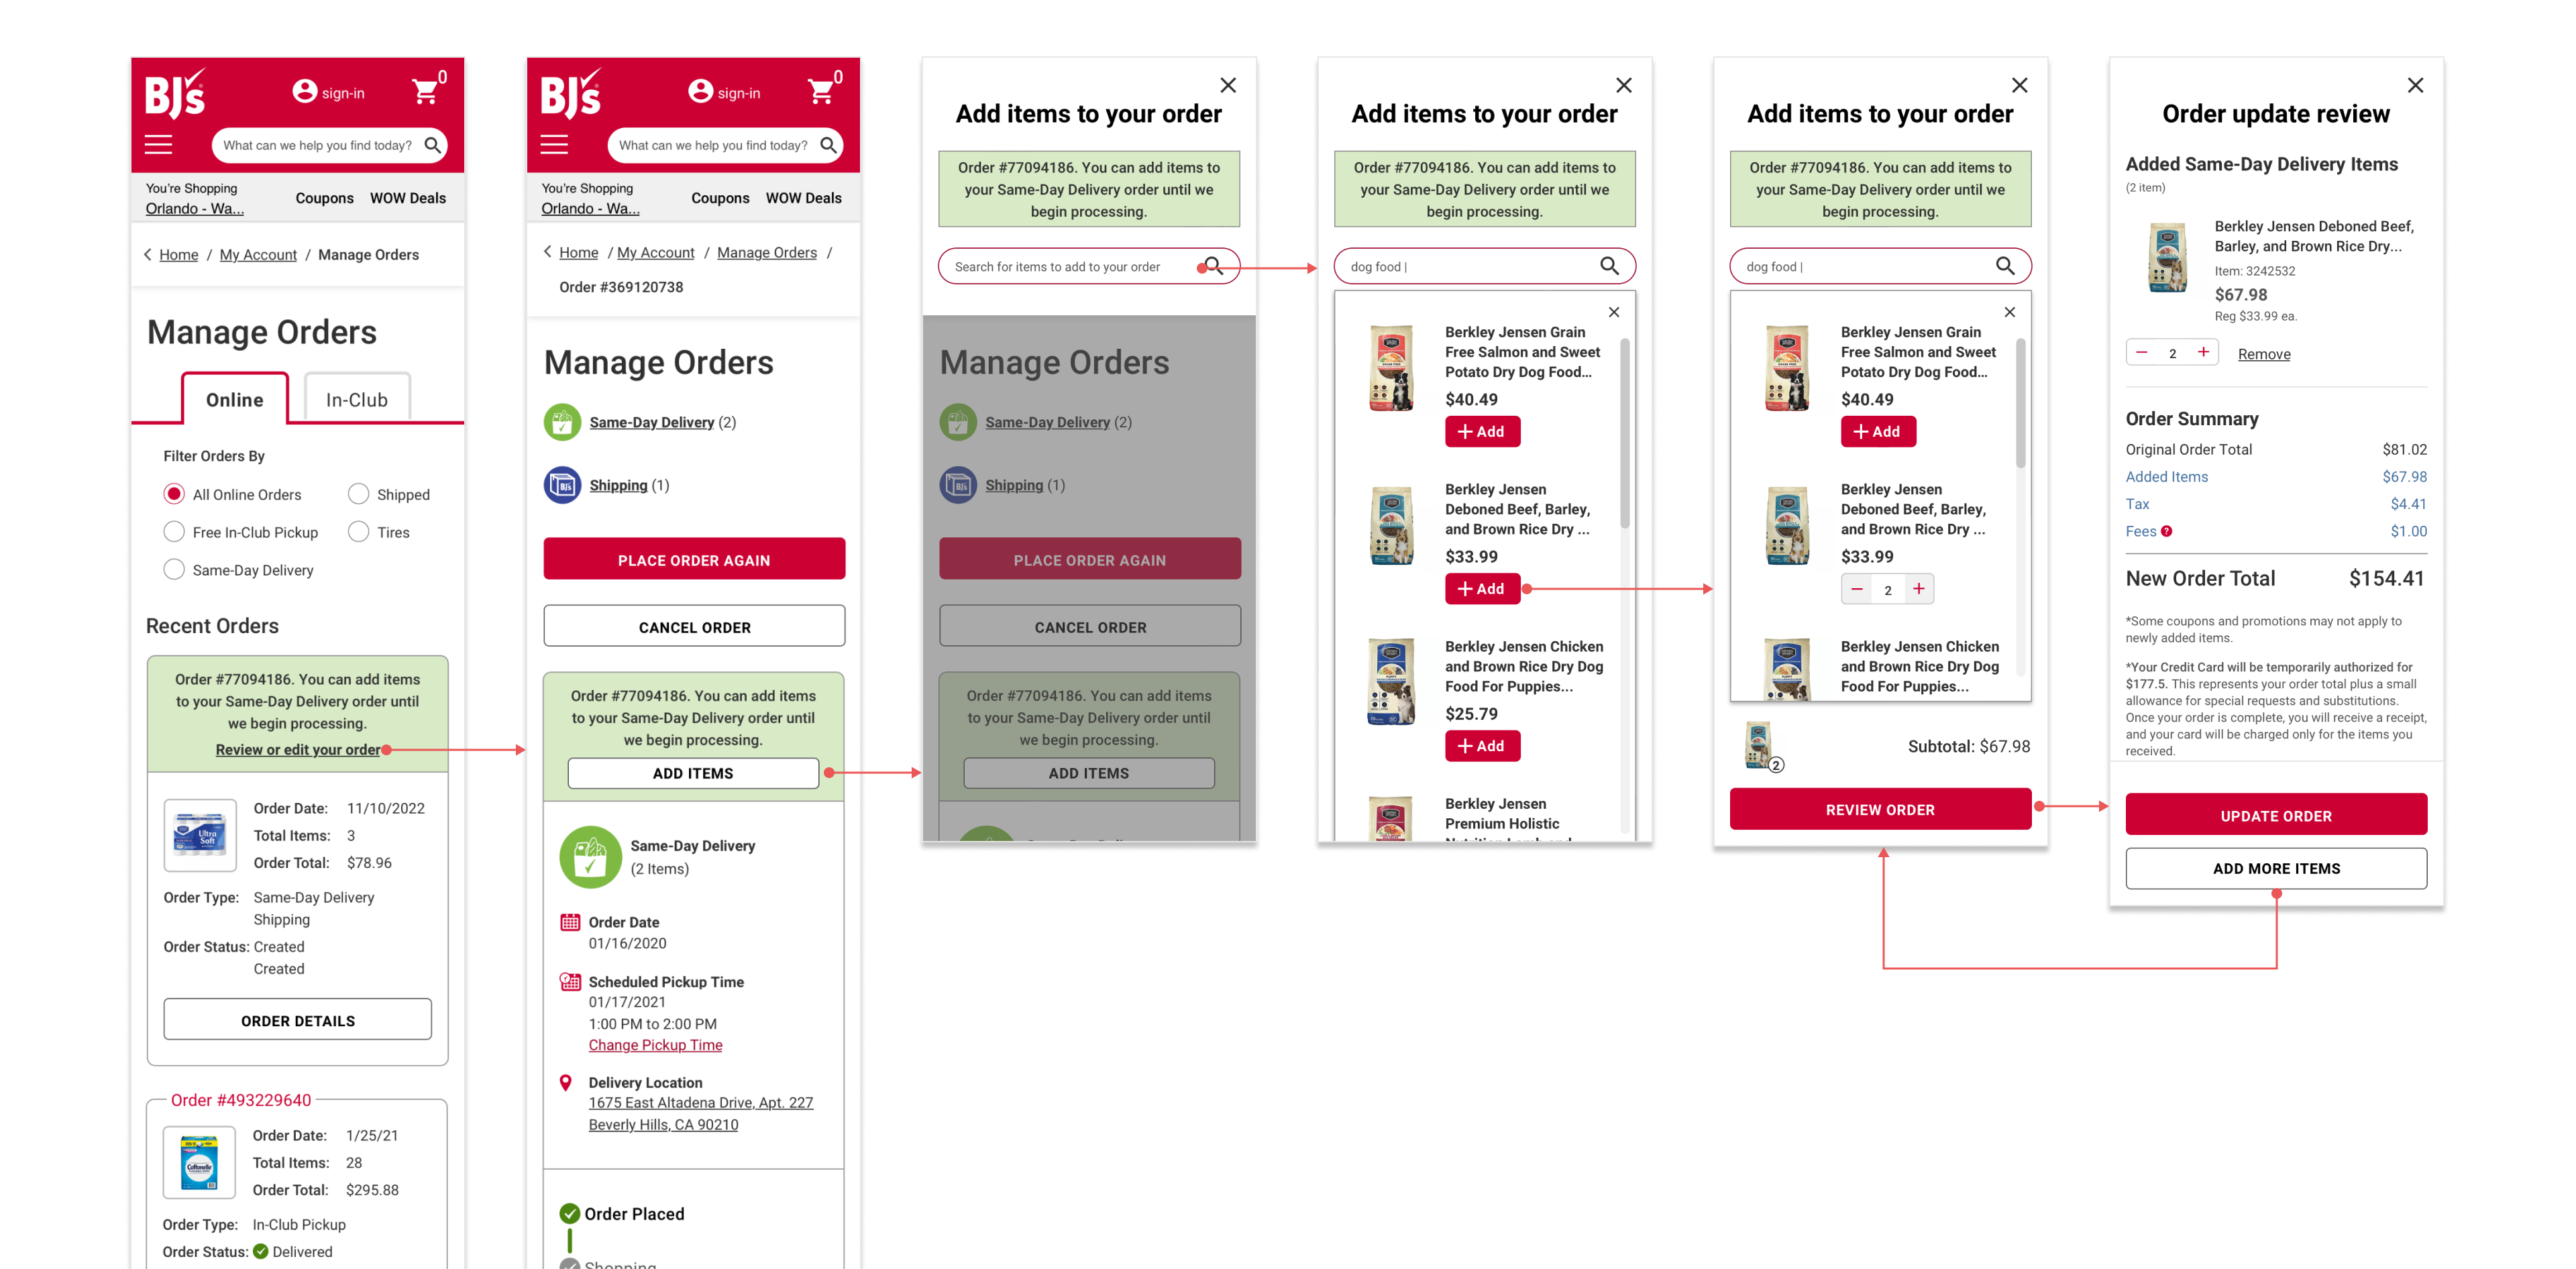 BJ's
sign-in
0
What can we help you find today?
You're Shopping
Orlando - Wa...
Coupons
WOW Deals
Home / My Account / Manage Orders
Manage Orders
Online
In-Club
Filter Orders By
All Online Orders
Shipped
Free In-Club Pickup
Tires
Same-Day Delivery
Recent Orders
Order #77094186. You can add items
to your Same-Day Delivery order until
we begin processing.
Review or edit your order
Ultra
Soft
Order Date: 11/10/2022
Total Items: 3
Order Total: $78.96
Order Type: Same-Day Delivery
Shipping
Order Status: Created
Created
ORDER DETAILS
Order #493229640
Cottonelle
Order Date: 1/25/21
Total Items: 28
Order Total: $295.88
Order Type: In-Club Pickup
Order Status: Delivered
BJ's
sign-in
0
What can we help you find today?
You're Shopping
Orlando - Wa...
Coupons
WOW Deals
Home / My Account / Manage Orders /
Order #369120738
Manage Orders
Same-Day Delivery (2)
BJ's
Shipping (1)
PLACE ORDER AGAIN
CANCEL ORDER
Order #77094186. You can add items
to your Same-Day Delivery order until
we begin processing.
ADD ITEMS
Same-Day Delivery
(2 Items)
Order Date
01/16/2020
Scheduled Pickup Time
01/17/2021
1:00 PM to 2:00 PM
Change Pickup Time
Delivery Location
1675 East Altadena Drive, Apt. 227
Beverly Hills, CA 90210
Order Placed
Shopping
Add items to your order
Order #77094186. You can add items to
your Same-Day Delivery order until we
begin processing.
Search for items to add to your order
Manage Orders
Same-Day Delivery (2)
BJ's
Shipping (1)
PLACE ORDER AGAIN
CANCEL ORDER
Order #77094186. You can add items
to your Same-Day Delivery order until
we begin processing.
ADD ITEMS
Add items to your order
Order #77094186. You can add items to
your Same-Day Delivery order until we
begin processing.
dog food |
Berkley Jensen Grain
Free Salmon and Sweet
Potato Dry Dog Food...
$40.49
+ Add
Berkley Jensen
Deboned Beef, Barley,
and Brown Rice Dry ...
$33.99
+ Add
Berkley Jensen Chicken
and Brown Rice Dry Dog
Food For Puppies...
$25.79
+ Add
Berkley Jensen
Premium Holistic
Add items to your order
Order #77094186. You can add items to
your Same-Day Delivery order until we
begin processing.
dog food |
Berkley Jensen Grain
Free Salmon and Sweet
Potato Dry Dog Food...
$40.49
+ Add
Berkley Jensen
Deboned Beef, Barley,
and Brown Rice Dry ...
$33.99
− 2 +
Berkley Jensen Chicken
and Brown Rice Dry Dog
Food For Puppies...
2
Subtotal: $67.98
REVIEW ORDER
Order update review
Added Same-Day Delivery Items
(2 item)
Berkley Jensen Deboned Beef,
Barley, and Brown Rice Dry...
Item: 3242532
$67.98
Reg $33.99 ea.
− 2 +
Remove
Order Summary
Original Order Total $81.02
Added Items $67.98
Tax $4.41
Fees ? $1.00
New Order Total $154.41
*Some coupons and promotions may not apply to
newly added items.
*Your Credit Card will be temporarily authorized for
$177.5. This represents your order total plus a small
allowance for special requests and substitutions.
Once your order is complete, you will receive a receipt,
and your card will be charged only for the items you
received.
UPDATE ORDER
ADD MORE ITEMS